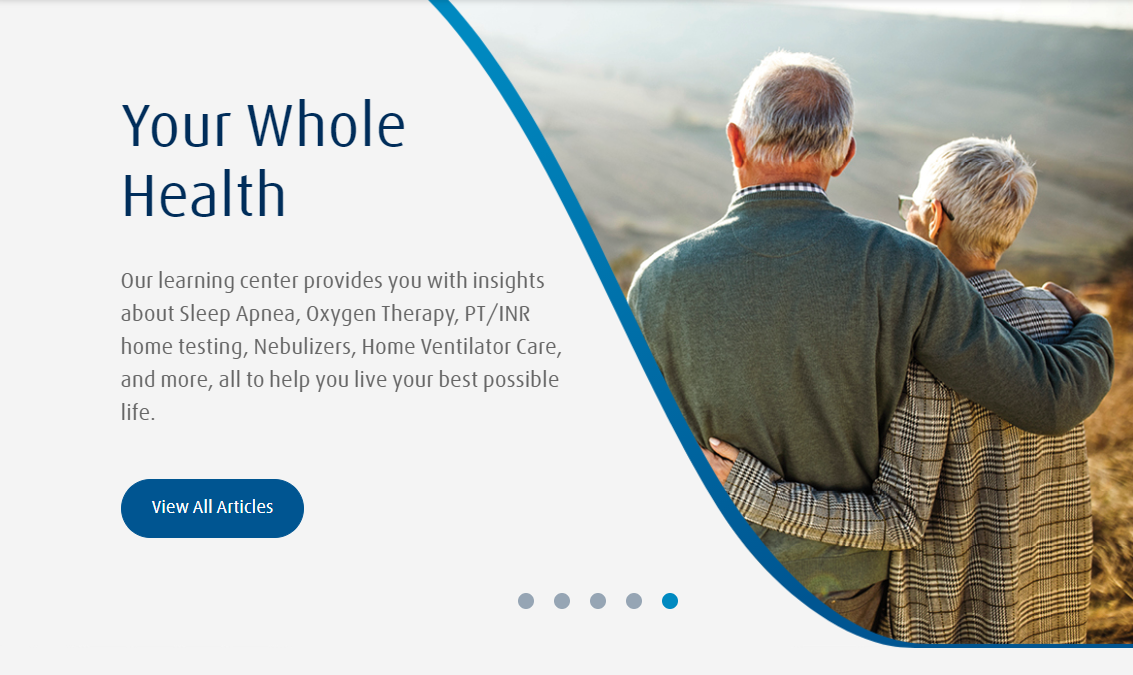 Your Whole
Health
Our learning center provides you with insights
about Sleep Apnea, Oxygen Therapy, PT/INR
home testing, Nebulizers, Home Ventilator Care,
and more, all to help you live your best possible
life.
View All Articles